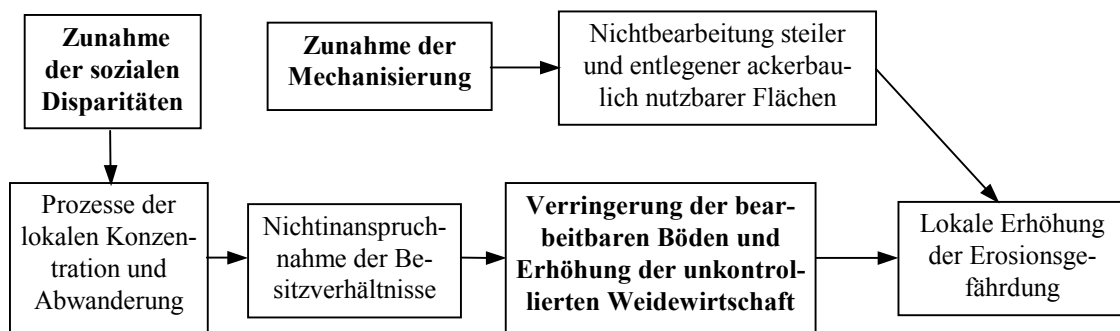 Zunahme
der sozialen
Disparitäten
Zunahme der
Mechanisierung
Nichtbearbeitung steiler
und entlegener ackerbau-
lich nutzbarer Flächen
Prozesse der
lokalen Konzen-
tration und
Abwanderung
Nichtinanspruch-
nahme der Be-
sitzverhältnisse
Verringerung der bear-
beitbaren Böden und
Erhöhung der unkontrol-
lierten Weidewirtschaft
Lokale Erhöhung
der Erosionsge-
fährdung